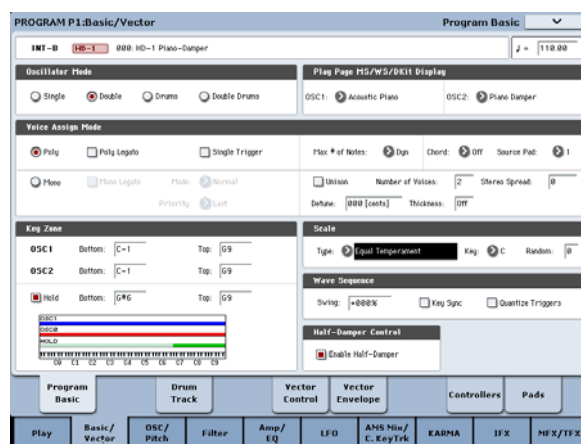 PROGRAM P1:Basic/Vector Program Basic
INT-B HD-1 000: HD-1 Piano-Damper ♩ = 110.00
Oscillator Mode
Single Double Drums Double Drums
Play Page MS/WS/DKit Display
OSC1: Acoustic Piano OSC2: Piano Damper
Voice Assign Mode
Poly Poly Legato Single Trigger Max # of Notes: Dyn Chord: Off Source Pad: 1
Mono Mono Legato Mode: Normal Unison Number of Voices: 2 Stereo Spread: 0
Priority: Last Detune: 000 [cents] Thickness: Off
Key Zone
OSC1 Bottom: C-1 Top: G9
OSC2 Bottom: C-1 Top: G9
Hold Bottom: G#6 Top: G9
OSC1
OSC2
HOLD
C0 C1 C2 C3 C4 C5 C6 C7 C8 C9
Scale
Type: Equal Temperament Key: C Random: 0
Wave Sequence
Swing: +000% Key Sync Quantize Triggers
Half-Damper Control
Enable Half-Damper
Program Basic Drum Track Vector Control Vector Envelope Controllers Pads
Play Basic/ Vector OSC/ Pitch Filter Amp/ EQ LFO AMS Mix/ C. KeyTrk KARMA IFX MFX/TFX